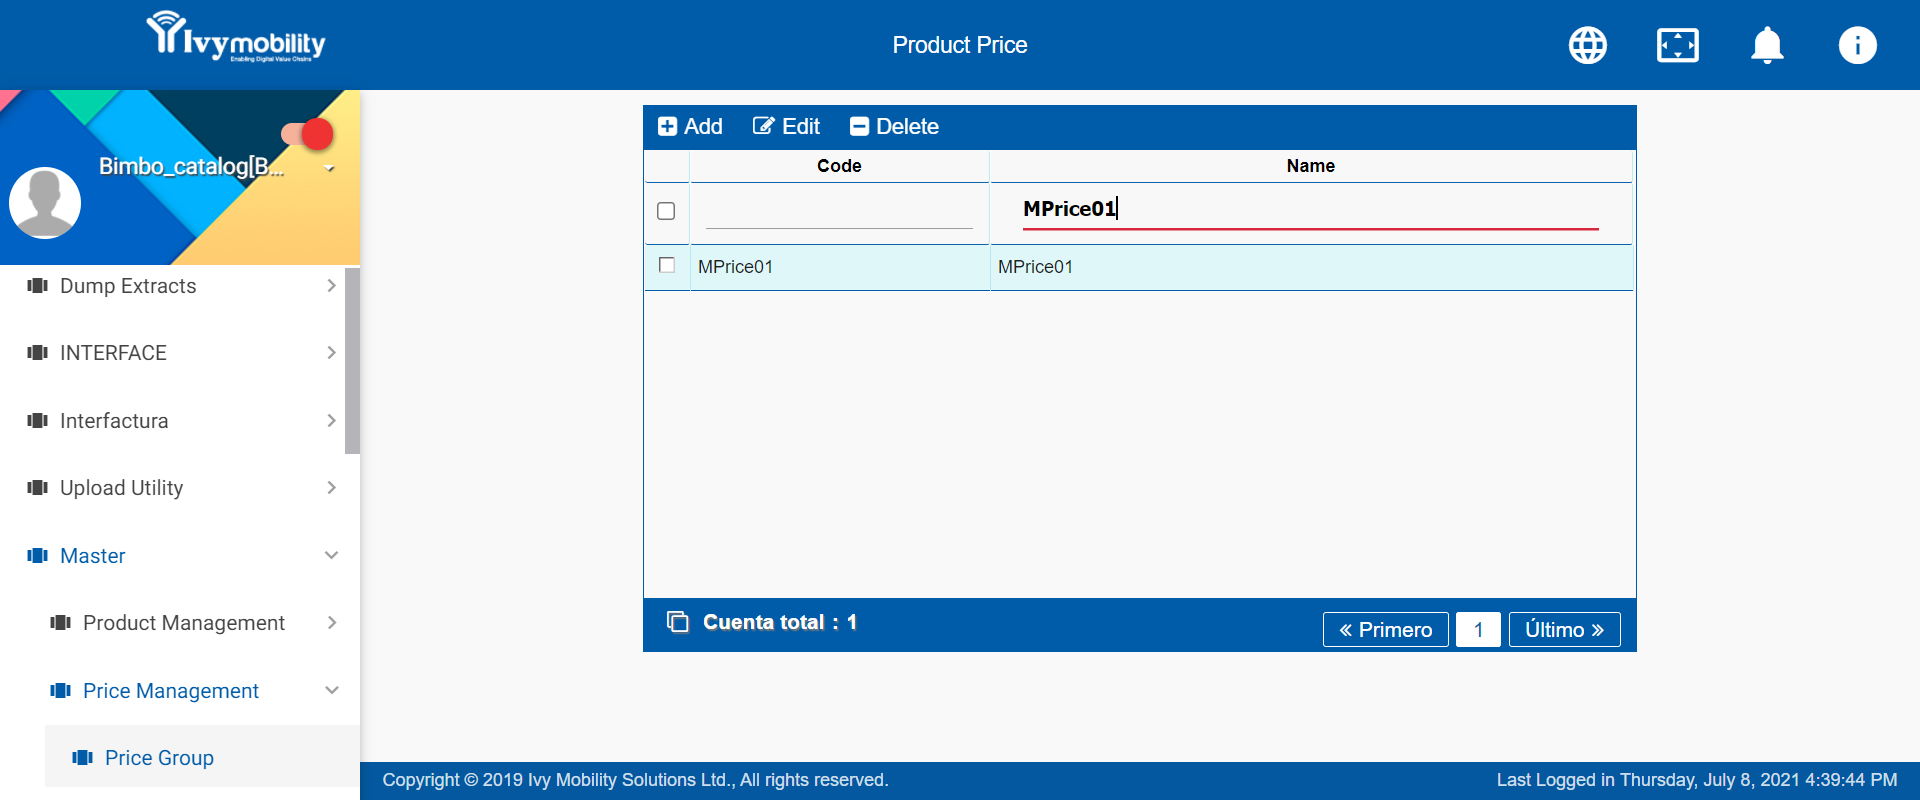 Ivymobility
Enabling Digital Value Chains
Product Price
Bimbo_catalog[B...
Dump Extracts
INTERFACE
Interfactura
Upload Utility
Master
Product Management
Price Management
Price Group
Add Edit Delete
Code Name
MPrice01
MPrice01 MPrice01
Cuenta total : 1
« Primero 1 Último »
Copyright © 2019 Ivy Mobility Solutions Ltd., All rights reserved.
Last Logged in Thursday, July 8, 2021 4:39:44 PM